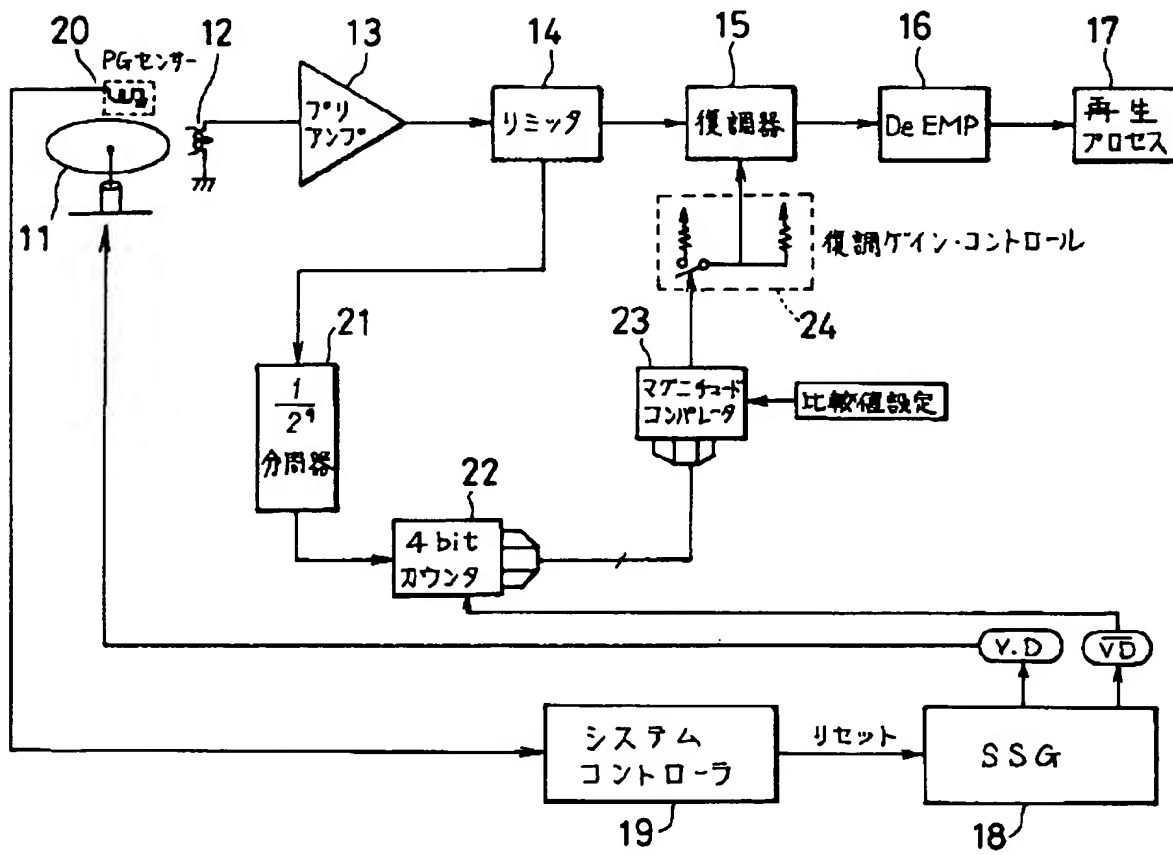 20
PGセンサー
12
13
14
15
16
17
プリ
アンプ
リミッタ
復調器
De EMP
再生
プロセス
11
復調ゲイン・コントロール
24
21
1
2⁹
分周器
23
マグニチュード
コンパレータ
比較値設定
22
4 bit
カウンタ
V.D
V̅D̅
システム
コントローラ
リセット
SSG
19
18